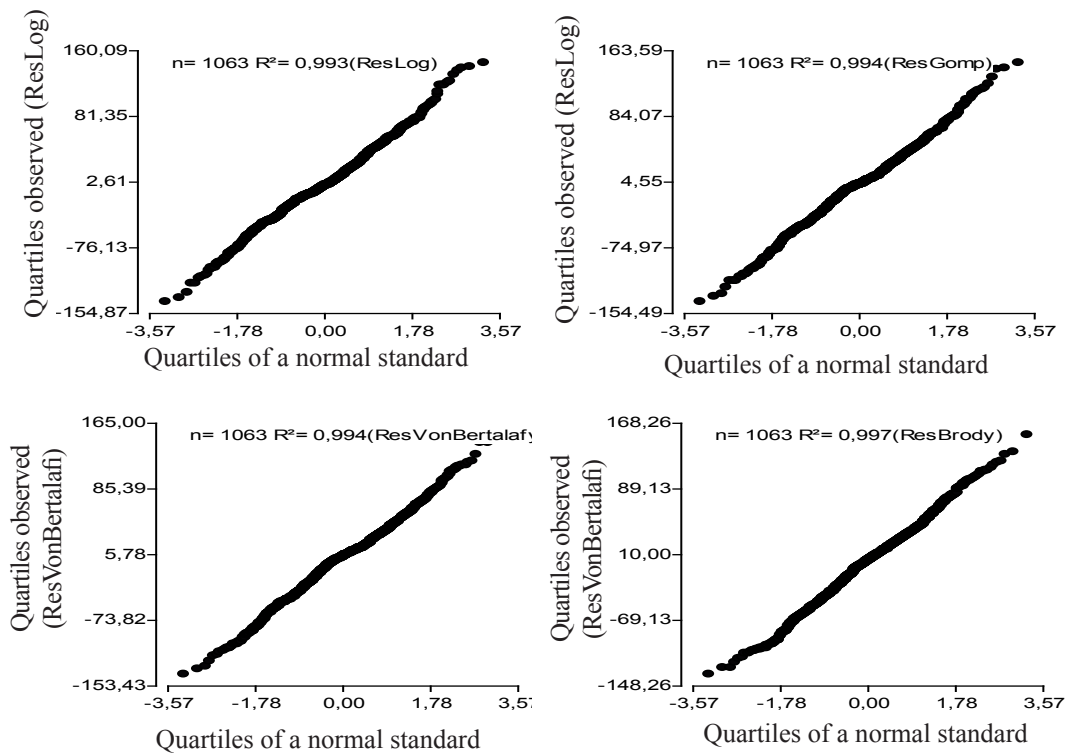 Quartiles observed (ResLog)
160,09
81,35
2,61
-76,13
-154,87
n= 1063 R²= 0,993(ResLog)
-3,57 -1,78 0,00 1,78 3,57
Quartiles of a normal standard
Quartiles observed (ResLog)
163,59
84,07
4,55
-74,97
-154,49
n= 1063 R²= 0,994(ResGomp)
-3,57 -1,78 0,00 1,78 3,57
Quartiles of a normal standard
Quartiles observed
(ResVonBertalafi)
165,00
85,39
5,78
-73,82
-153,43
n= 1063 R²= 0,994(ResVonBertalafy
-3,57 -1,78 0,00 1,78 3,57
Quartiles of a normal standard
Quartiles observed
(ResVonBertalafi)
168,26
89,13
10,00
-69,13
-148,26
n= 1063 R²= 0,997(ResBrody)
-3,57 -1,78 0,00 1,78 3,57
Quartiles of a normal standard